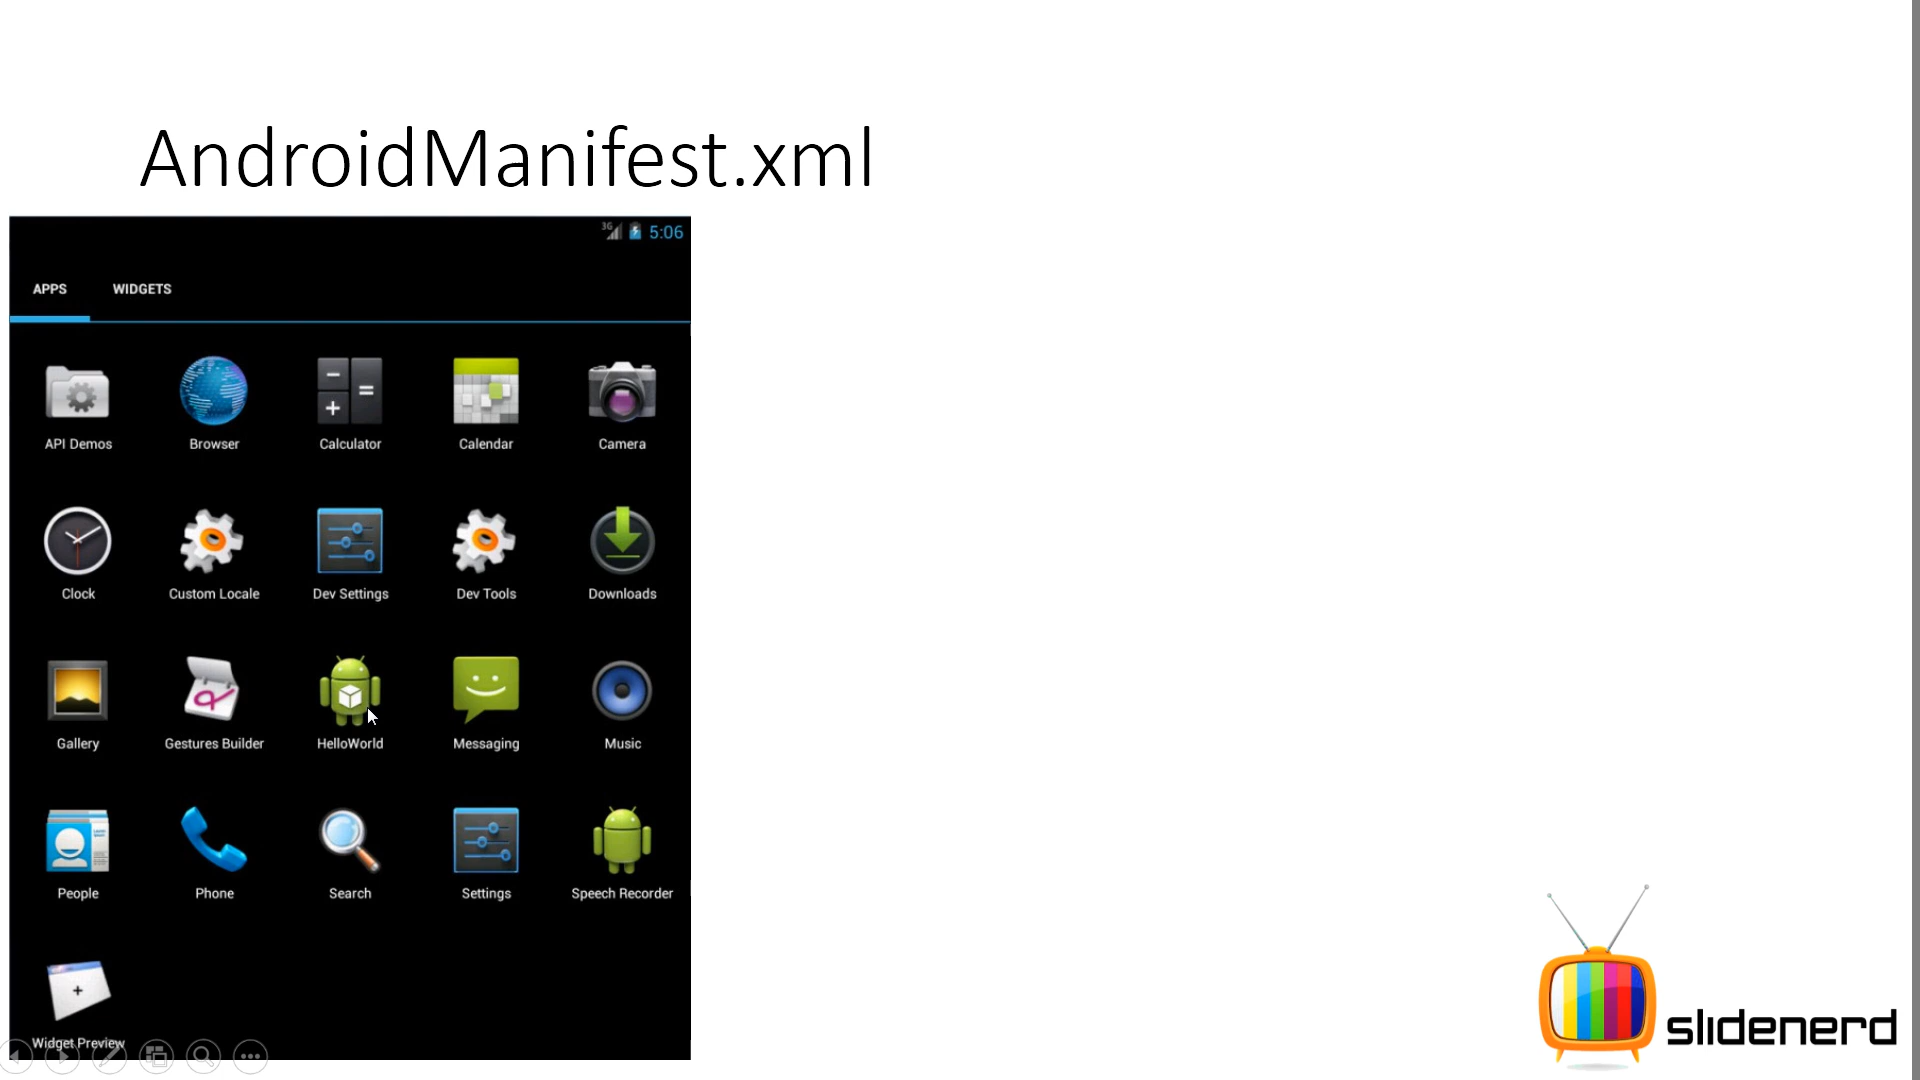 AndroidManifest.xml
3G 5:06
APPS WIDGETS
API Demos Browser Calculator Calendar Camera
Clock Custom Locale Dev Settings Dev Tools Downloads
Gallery Gestures Builder HelloWorld Messaging Music
People Phone Search Settings Speech Recorder
Widget Preview
slidenerd